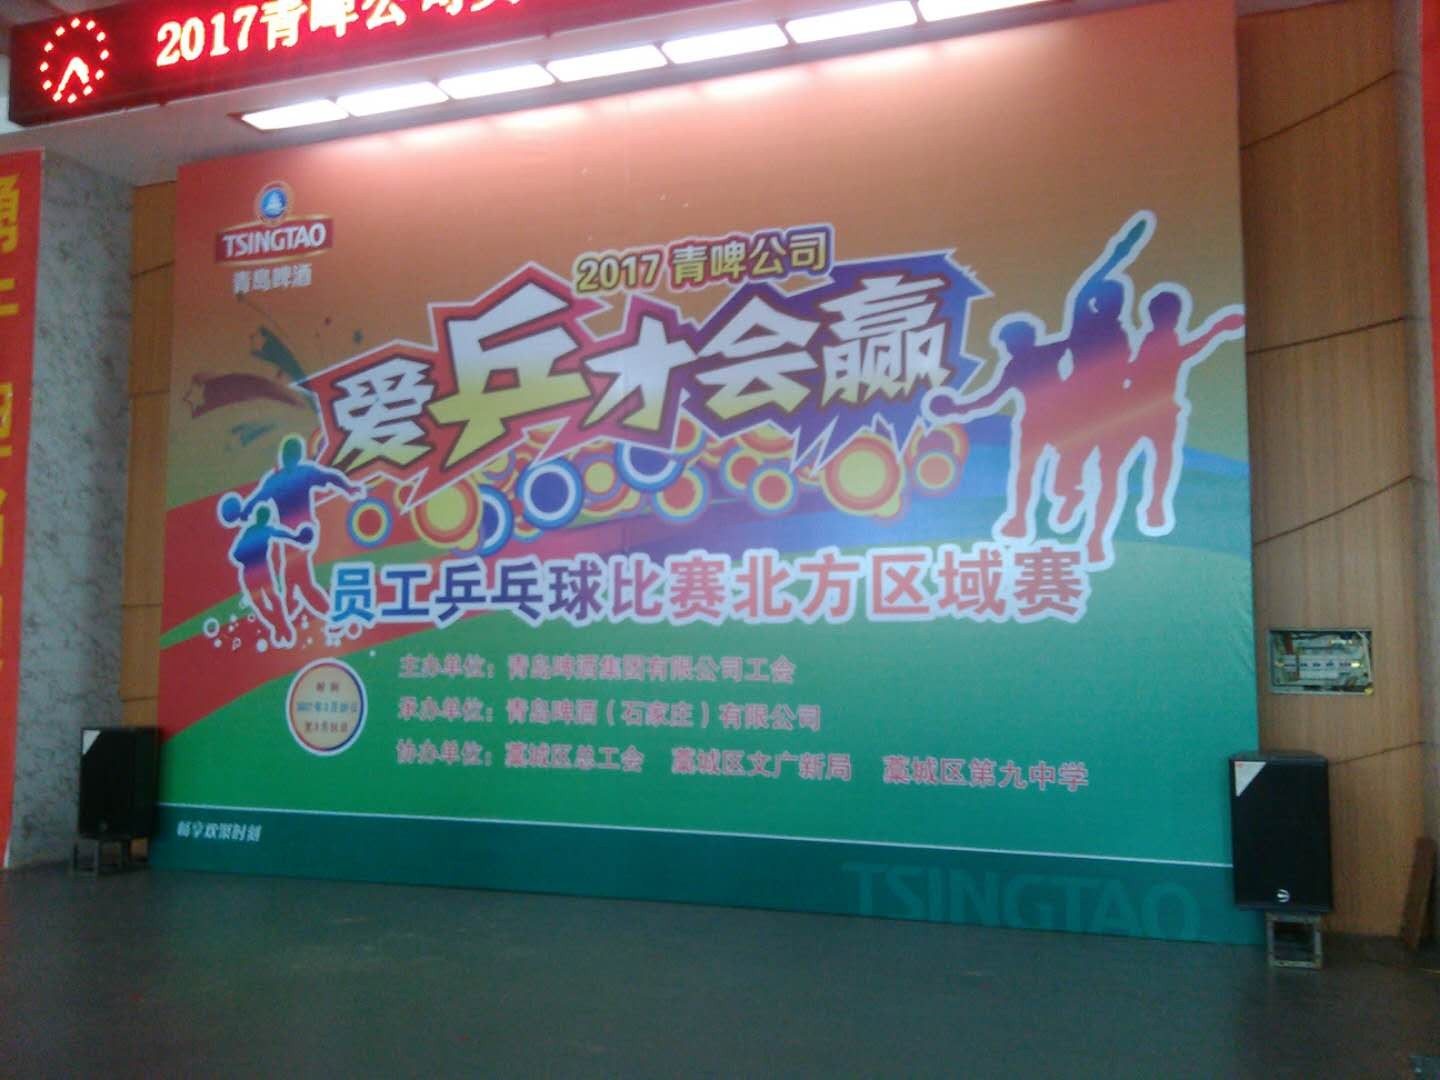 2017青啤公司
TSINGTAO
青岛啤酒
2017 青啤公司
爱乒才会赢
员工乒乓球比赛北方区域赛
主办单位：青岛啤酒集团有限公司工会
承办单位：青岛啤酒（石家庄）有限公司
协办单位：藁城区总工会 藁城区文广新局 藁城区第九中学
时间
畅享欢聚时刻
TSINGTAO